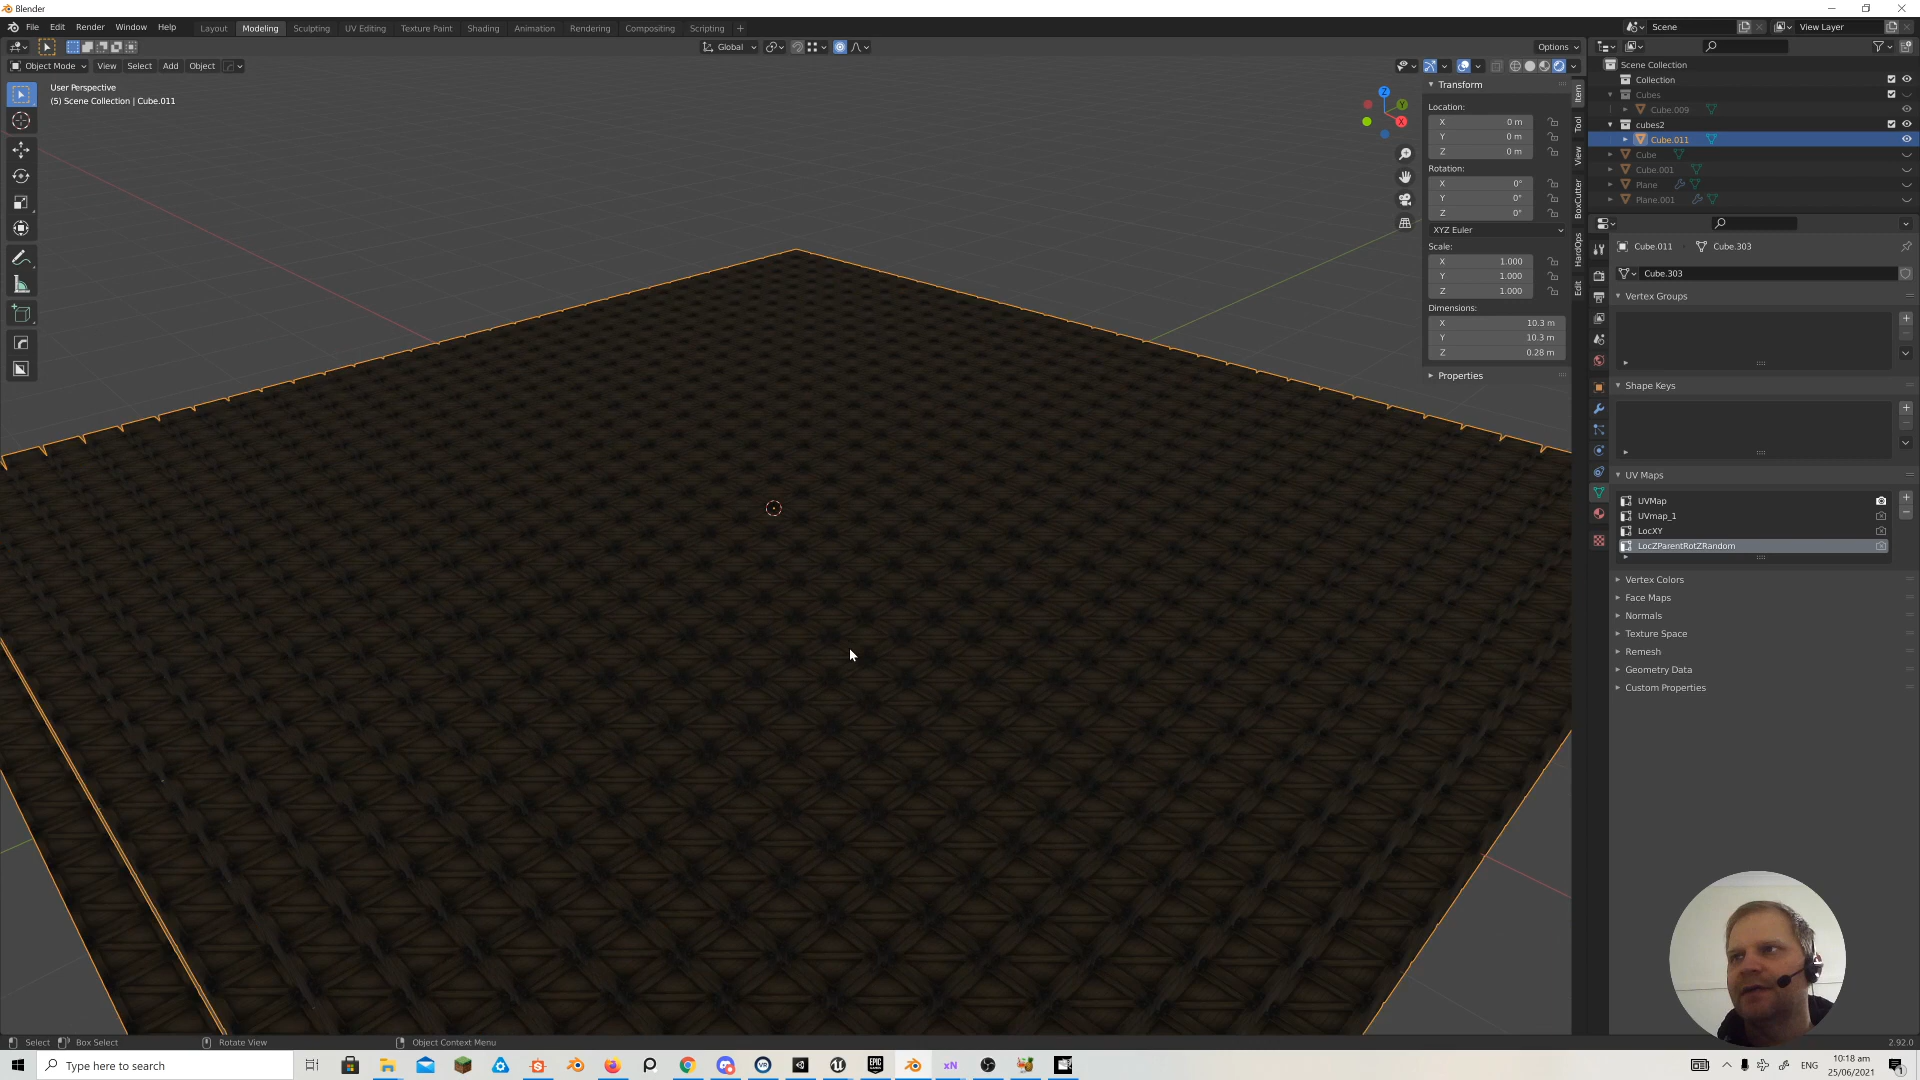 Blender
File Edit Render Window Help
Layout Modeling Sculpting UV Editing Texture Paint Shading Animation Rendering Compositing Scripting +
Scene
View Layer
Global
Options
Object Mode View Select Add Object
User Perspective
(5) Scene Collection | Cube.011
Z
Y
X
Transform
Location:
X 0 m
Y 0 m
Z 0 m
Rotation:
X 0°
Y 0°
Z 0°
XYZ Euler
Scale:
X 1.000
Y 1.000
Z 1.000
Dimensions:
X 10.3 m
Y 10.3 m
Z 0.28 m
Properties
Item
Tool
View
BoxCutter
HardOps
Edit
Scene Collection
Collection
Cubes
Cube.009
cubes2
Cube.011
Cube
Cube.001
Plane
Plane.001
Cube.011 Cube.303
Cube.303
Vertex Groups
Shape Keys
UV Maps
UVMap
UVmap_1
LocXY
LocZParentRotZRandom
Vertex Colors
Face Maps
Normals
Texture Space
Remesh
Geometry Data
Custom Properties
Select Box Select Rotate View Object Context Menu
2.92.0
Type here to search
xN
ENG
10:18 am
25/06/2021